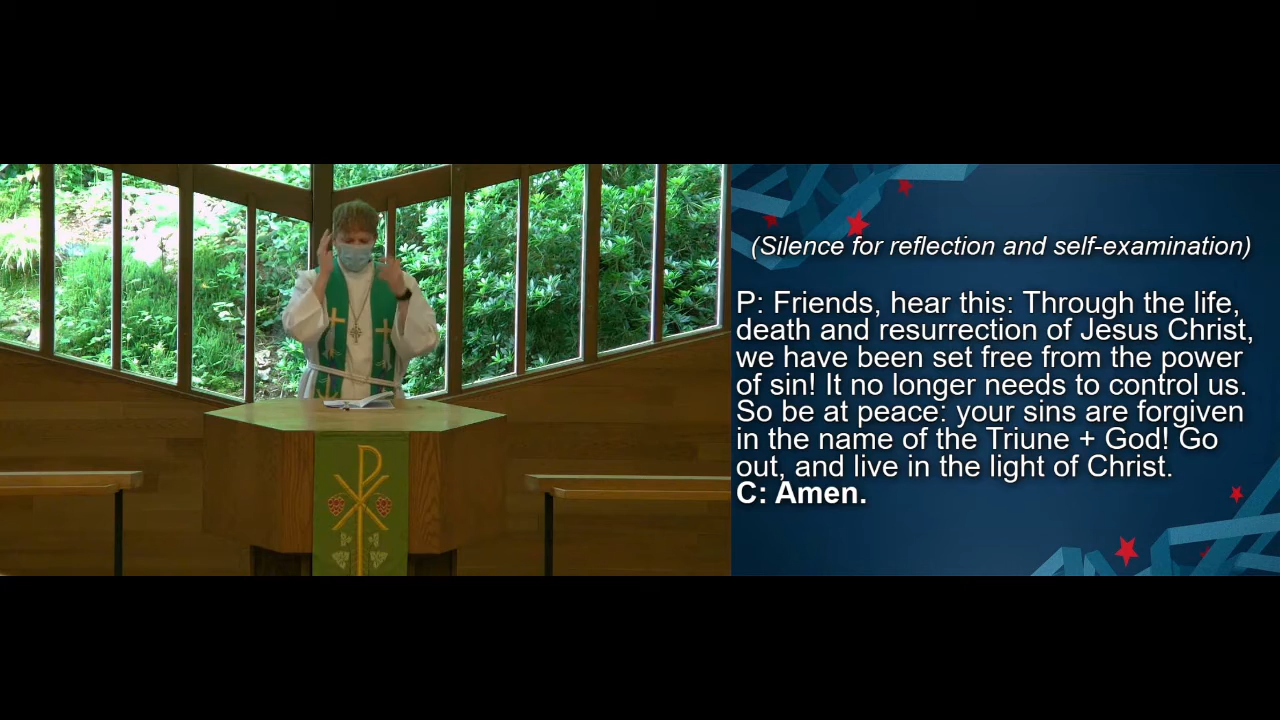 (Silence for reflection and self-examination)
P: Friends, hear this: Through the life,
death and resurrection of Jesus Christ,
we have been set free from the power
of sin! It no longer needs to control us.
So be at peace: your sins are forgiven
in the name of the Triune + God! Go
out, and live in the light of Christ.
C: Amen.